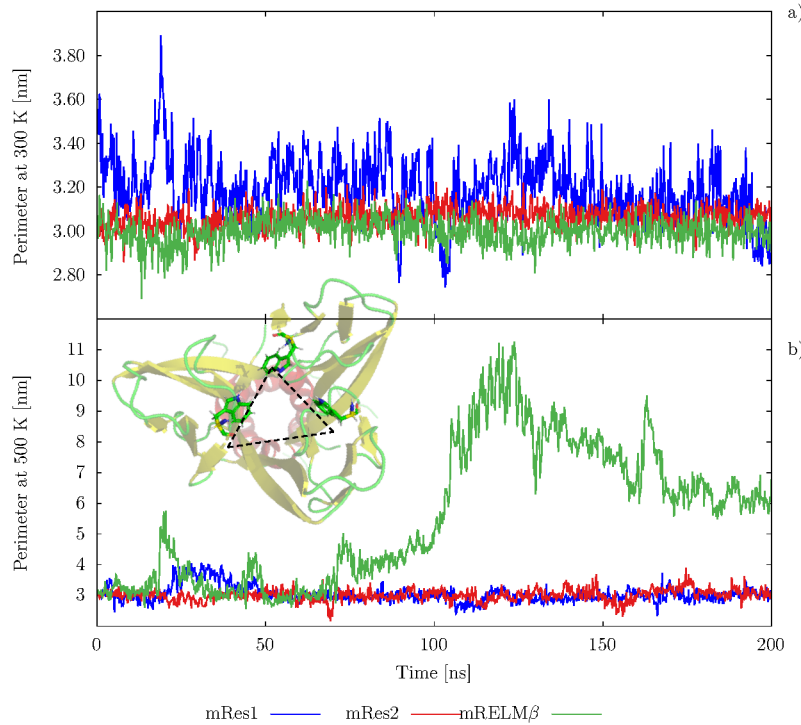 a)
Perimeter at 300 K [nm]
3.80
3.60
3.40
3.20
3.00
2.80
b)
Perimeter at 500 K [nm]
11
10
9
8
7
6
5
4
3
0 50 100 150 200
Time [ns]
mRes1 mRes2 mRELMβ